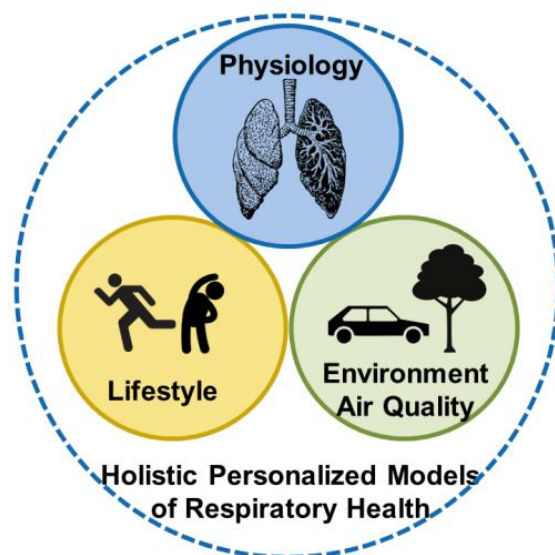 Physiology
Lifestyle
Environment
Air Quality
Holistic Personalized Models
of Respiratory Health